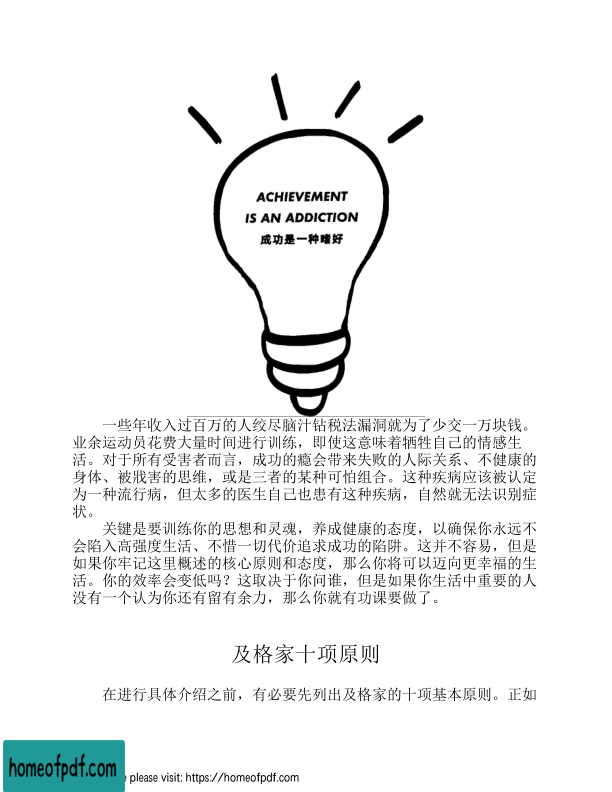 ACHIEVEMENT
IS AN ADDICTION
成功是一种嗜好
一些年收入过百万的人绞尽脑汁钻税法漏洞就为了少交一万块钱。
业余运动员花费大量时间进行训练，即使这意味着牺牲自己的情感生
活。对于所有受害者而言，成功的瘾会带来失败的人际关系、不健康的
身体、被戕害的思维，或是三者的某种可怕组合。这种疾病应该被认定
为一种流行病，但太多的医生自己也患有这种疾病，自然就无法识别症
状。
关键是要训练你的思想和灵魂，养成健康的态度，以确保你永远不
会陷入高强度生活、不惜一切代价追求成功的陷阱。这并不容易，但是
如果你牢记这里概述的核心原则和态度，那么你将可以迈向更幸福的生
活。你的效率会变低吗？这取决于你问谁，但是如果你生活中重要的人
没有一个认为你还有留有余力，那么你就有功课要做了。
及格家十项原则
在进行具体介绍之前，有必要先列出及格家的十项基本原则。正如
homeofpdf.com
e please visit: https://homeofpdf.com